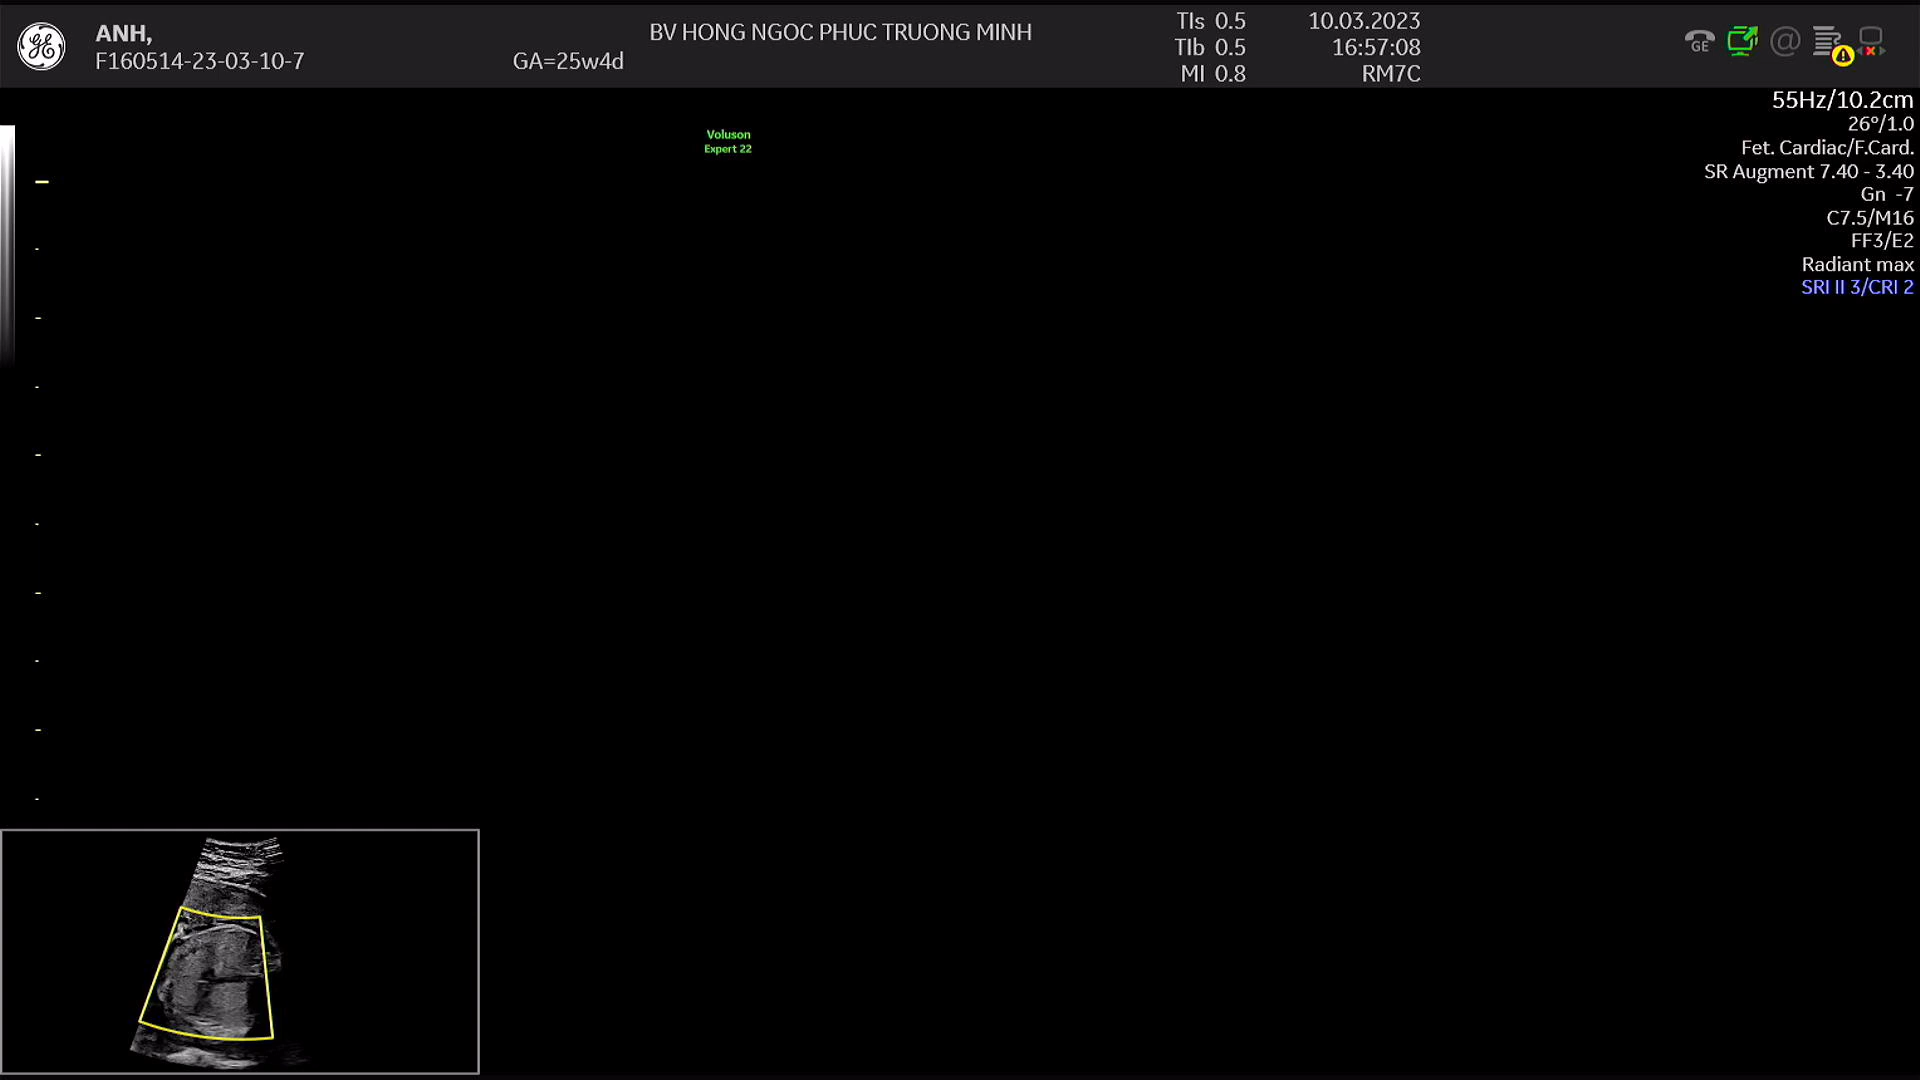 ANH,
F160514-23-03-10-7
GA=25w4d
BV HONG NGOC PHUC TRUONG MINH
TIs 0.5
TIb 0.5
MI 0.8
10.03.2023
16:57:08
RM7C
GE
Voluson
Expert 22
55Hz/10.2cm
26°/1.0
Fet. Cardiac/F.Card.
SR Augment 7.40 - 3.40
Gn -7
C7.5/M16
FF3/E2
Radiant max
SRI II 3/CRI 2